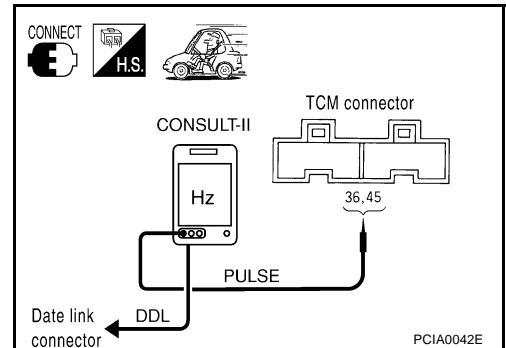 CONNECT
H.S.
TCM connector
CONSULT-II
Hz
36,45
PULSE
Date link
connector
DDL
PCIA0042E